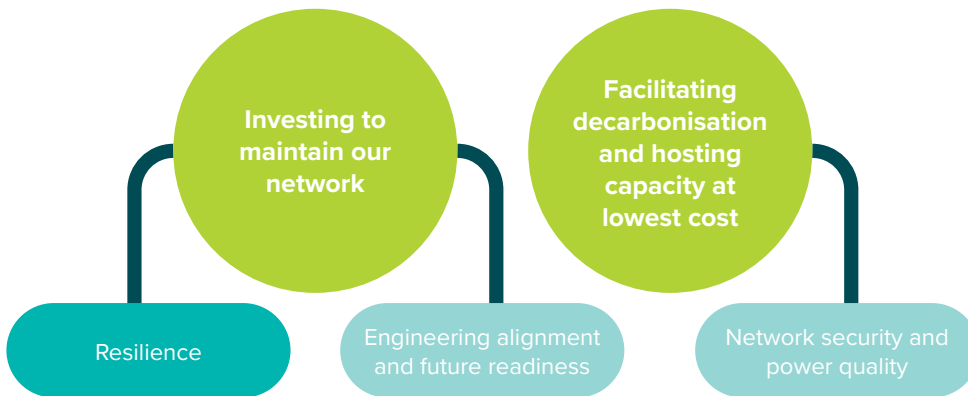 Investing to
maintain our
network
Facilitating
decarbonisation
and hosting
capacity at
lowest cost
Resilience
Engineering alignment
and future readiness
Network security and
power quality